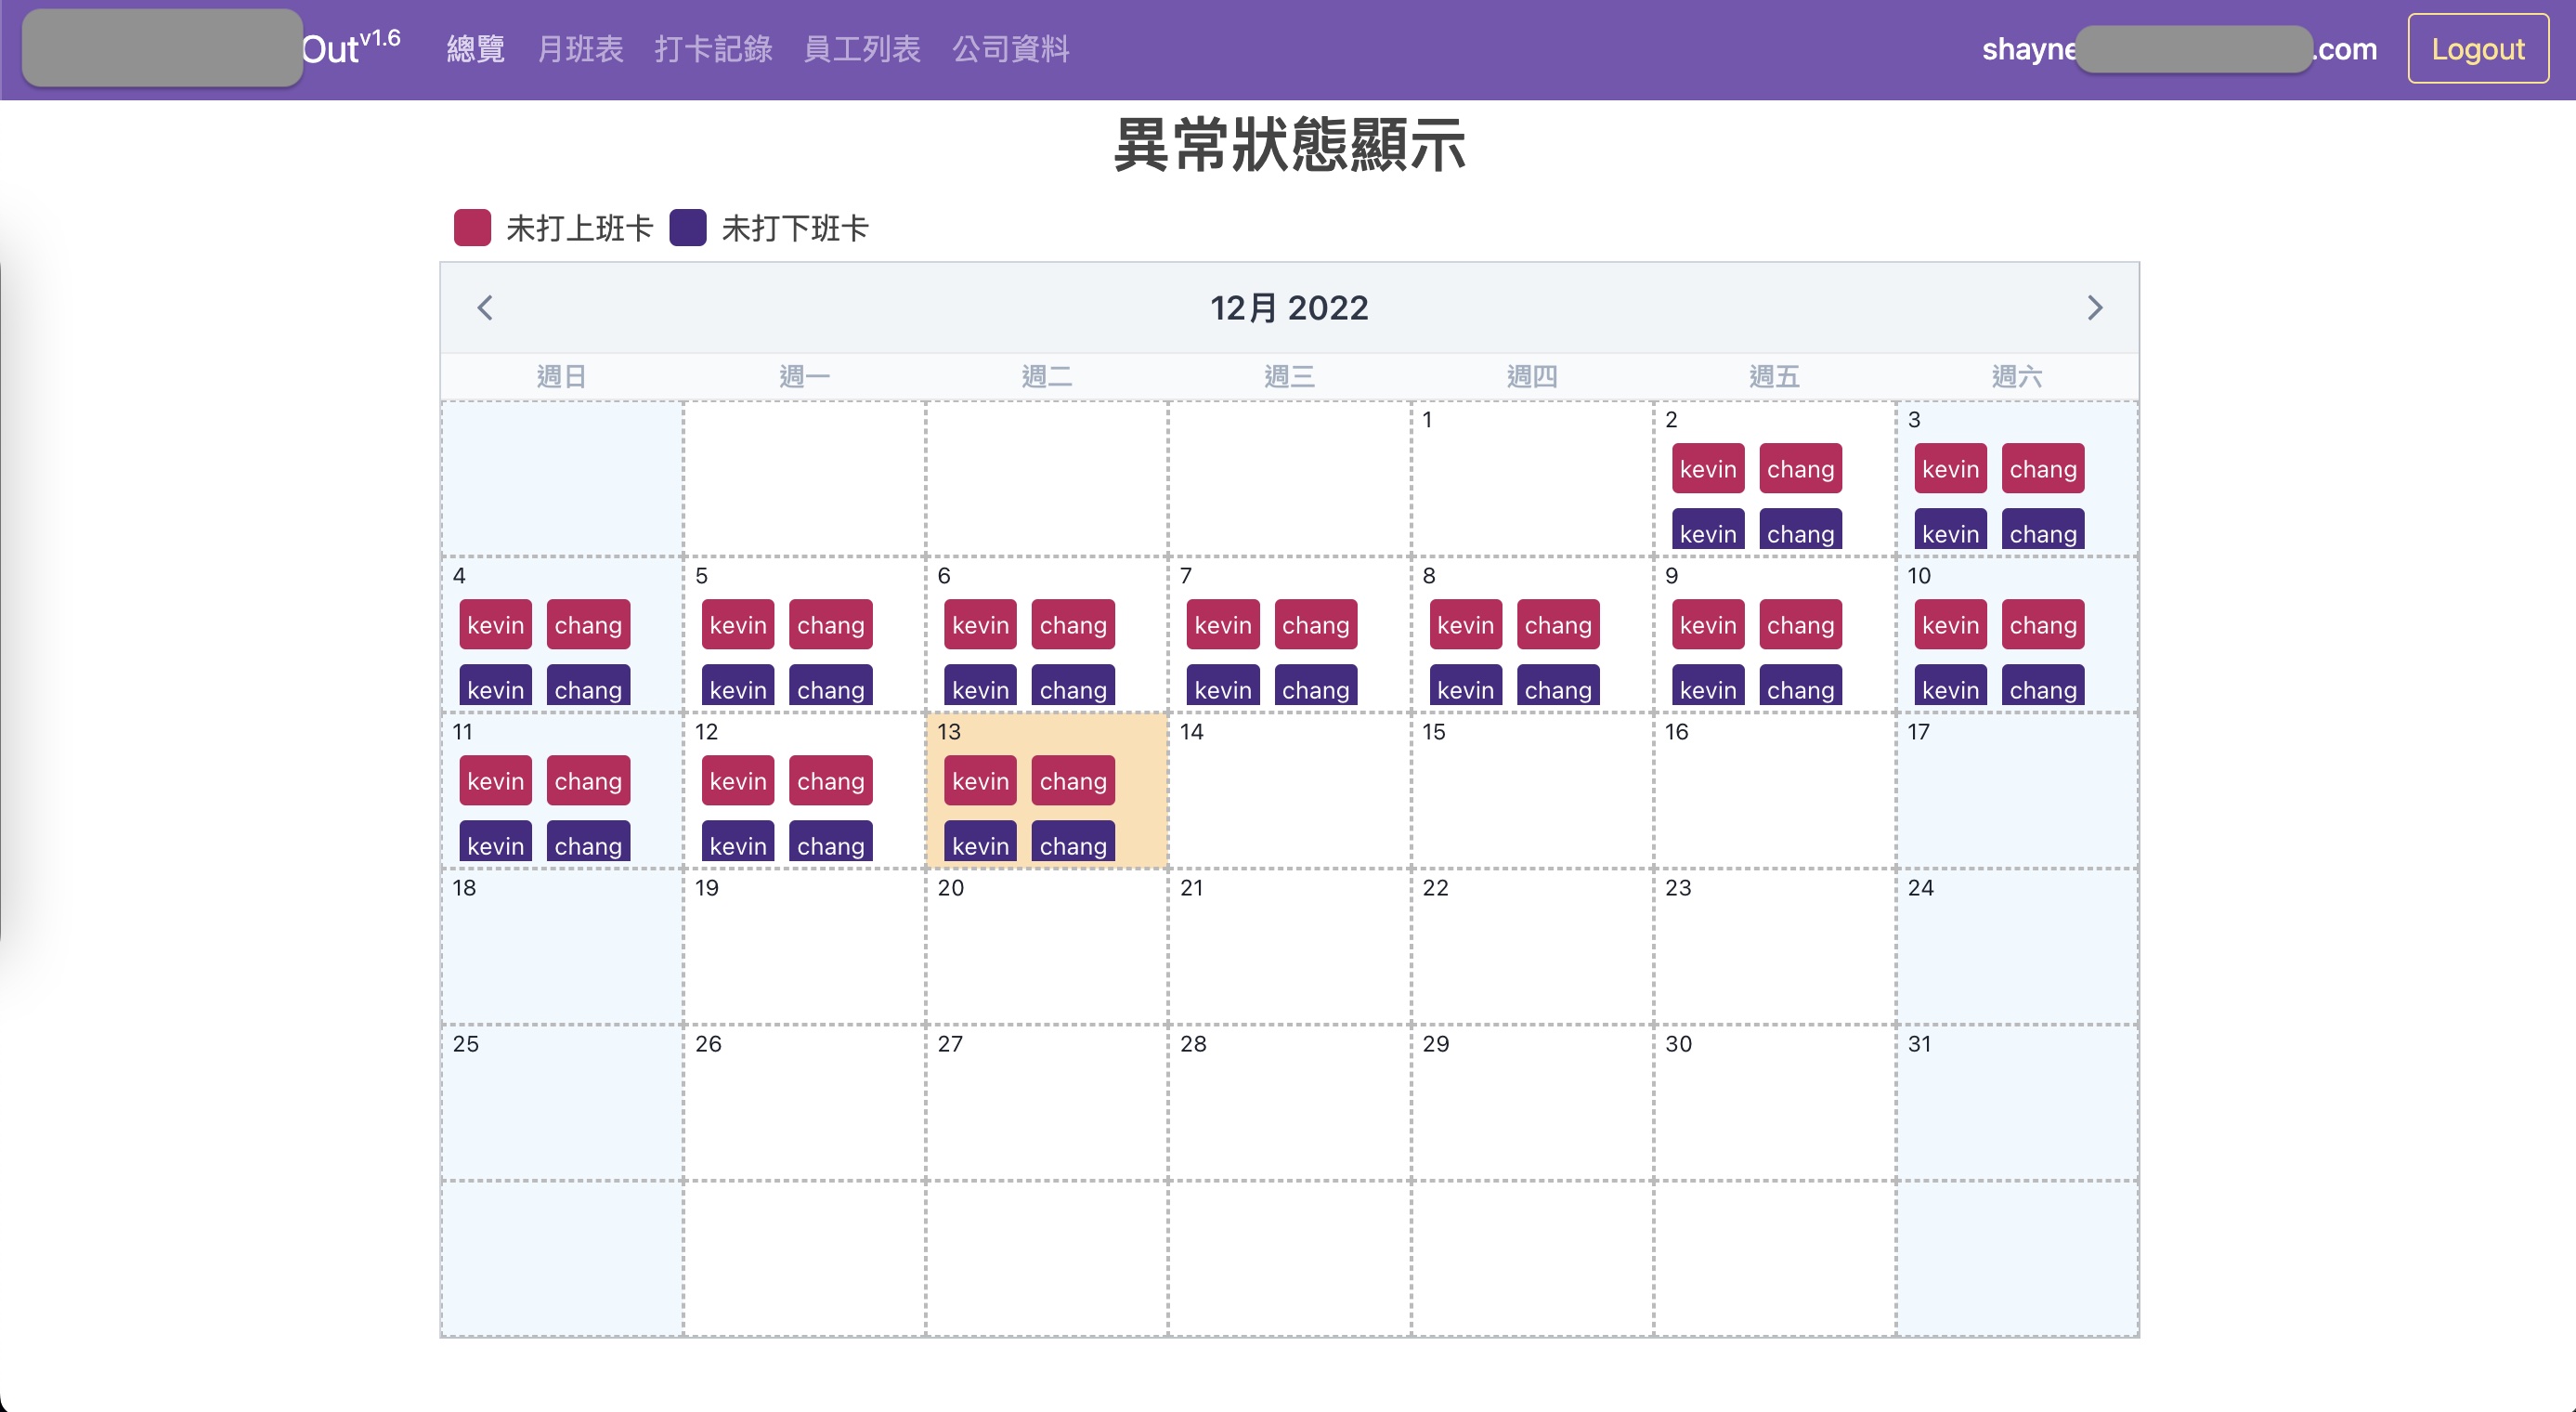 Out v1.6 總覽 月班表 打卡記錄 員工列表 公司資料 shayne .com Logout
異常狀態顯示
未打上班卡 未打下班卡
12月 2022
週日 週一 週二 週三 週四 週五 週六
1 2 3
kevin chang kevin chang
kevin chang kevin chang
4 5 6 7 8 9 10
kevin chang kevin chang kevin chang kevin chang kevin chang kevin chang kevin chang
kevin chang kevin chang kevin chang kevin chang kevin chang kevin chang kevin chang
11 12 13 14 15 16 17
kevin chang kevin chang kevin chang
kevin chang kevin chang kevin chang
18 19 20 21 22 23 24
25 26 27 28 29 30 31